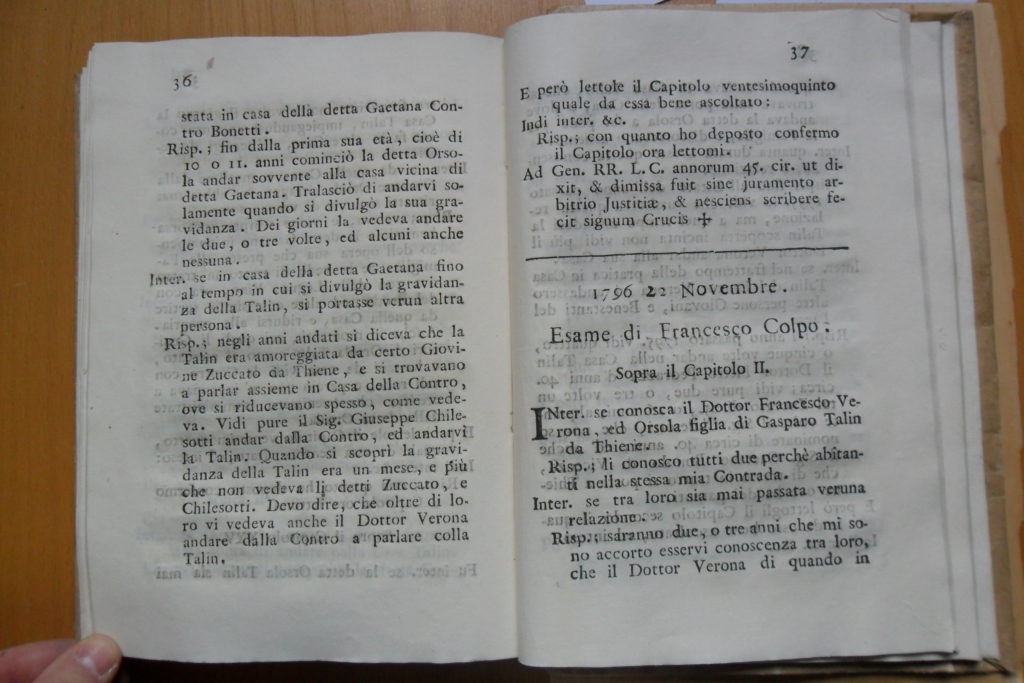 36
stata in casa della detta Gaetana Con-
tro Bonetti.
Risp.; fin dalla prima sua età, cioè di
10 o 11. anni cominciò la detta Orso-
la andar sovvente alla casa vicina di
detta Gaetana. Tralasciò di andarvi so-
lamente quando si divulgò la sua gra-
vidanza. Dei giorni la vedeva andare
le due, o tre volte, ed alcuni anche
nessuna.
Inter. se in casa della detta Gaetana fino
al tempo in cui si divulgò la gravidan-
za della Talin, si portasse verun altra
persona.
Risp.; negli anni andati si diceva che la
Talin era amoreggiata da certo Giovi-
ne Zuccato da Thiene, e si trovavano
a parlar assieme in Casa della Contro,
ove si riducevano spesso, come vede-
va. Vidi pure il Sig. Giuseppe Chile-
sotti andar dalla Contro, ed andarvi
la Talin. Quando si scoprì la gravi-
danza della Talin era un mese, e più
che non vedeva li detti Zuccato, e
Chilesotti. Devo dire, che oltre di lo-
ro vi vedeva anche il Dottor Verona
andare dalla Contro a parlare colla
Talin.
37
E però lettole il Capitolo ventesimoquinto
quale da essa bene ascoltato:
Indi inter. &c.
Risp.; con quanto ho deposto confermo
il Capitolo ora lettomi.
Ad Gen. RR. L. C. annorum 45. cir. ut di-
xit, & dimissa fuit sine juramento ar-
bitrio Justitiæ, & nesciens scribere fe-
cit signum Crucis ✢
1796 22 Novembre.
Esame di Francesco Colpo:
Sopra il Capitolo II.
INter. se conosca il Dottor Francesco Ve-
rona, ed Orsola figlia di Gasparo Talin
da Thiene.
Risp.; li conosco tutti due perchè abitan-
ti nella stessa mia Contrada.
Inter. se tra loro sia mai passata veruna
relazione.
Risp.; saranno due, o tre anni che mi so-
no accorto esservi conoscenza tra loro,
che il Dottor Verona di quando in